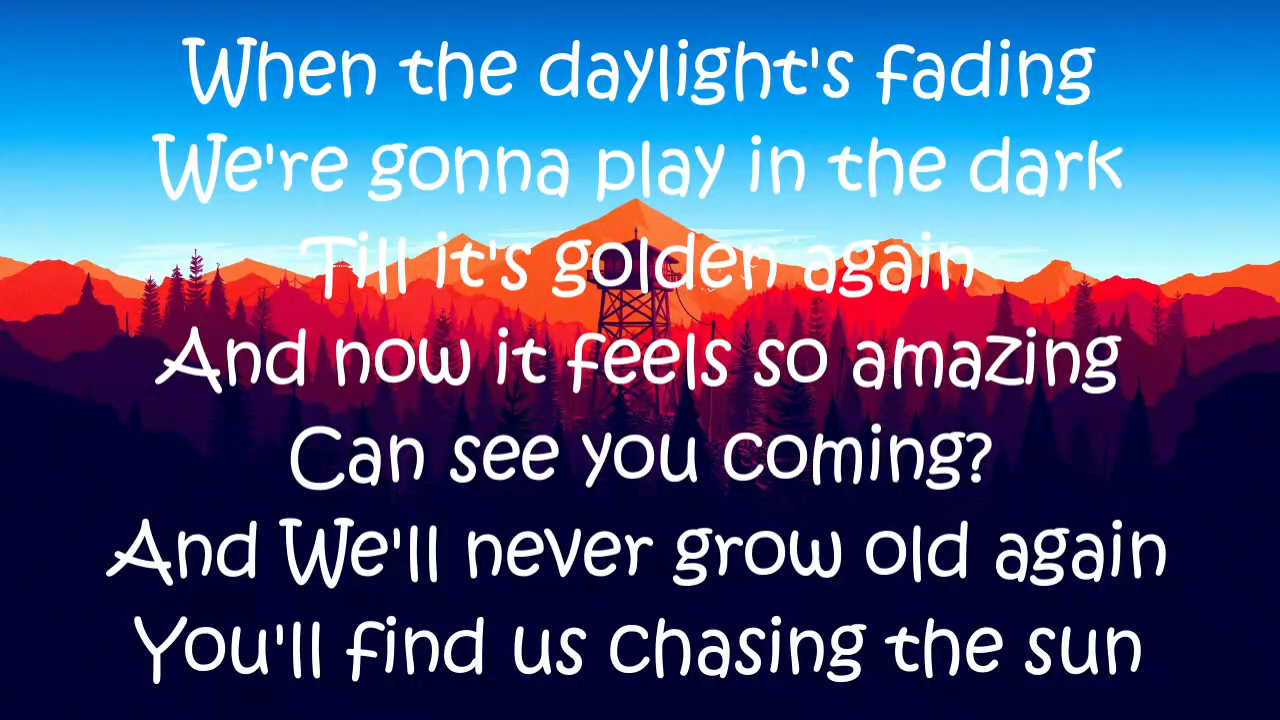 When the daylight's fading
We're gonna play in the dark
Till it's golden again
And now it feels so amazing
Can see you coming?
And We'll never grow old again
You'll find us chasing the sun